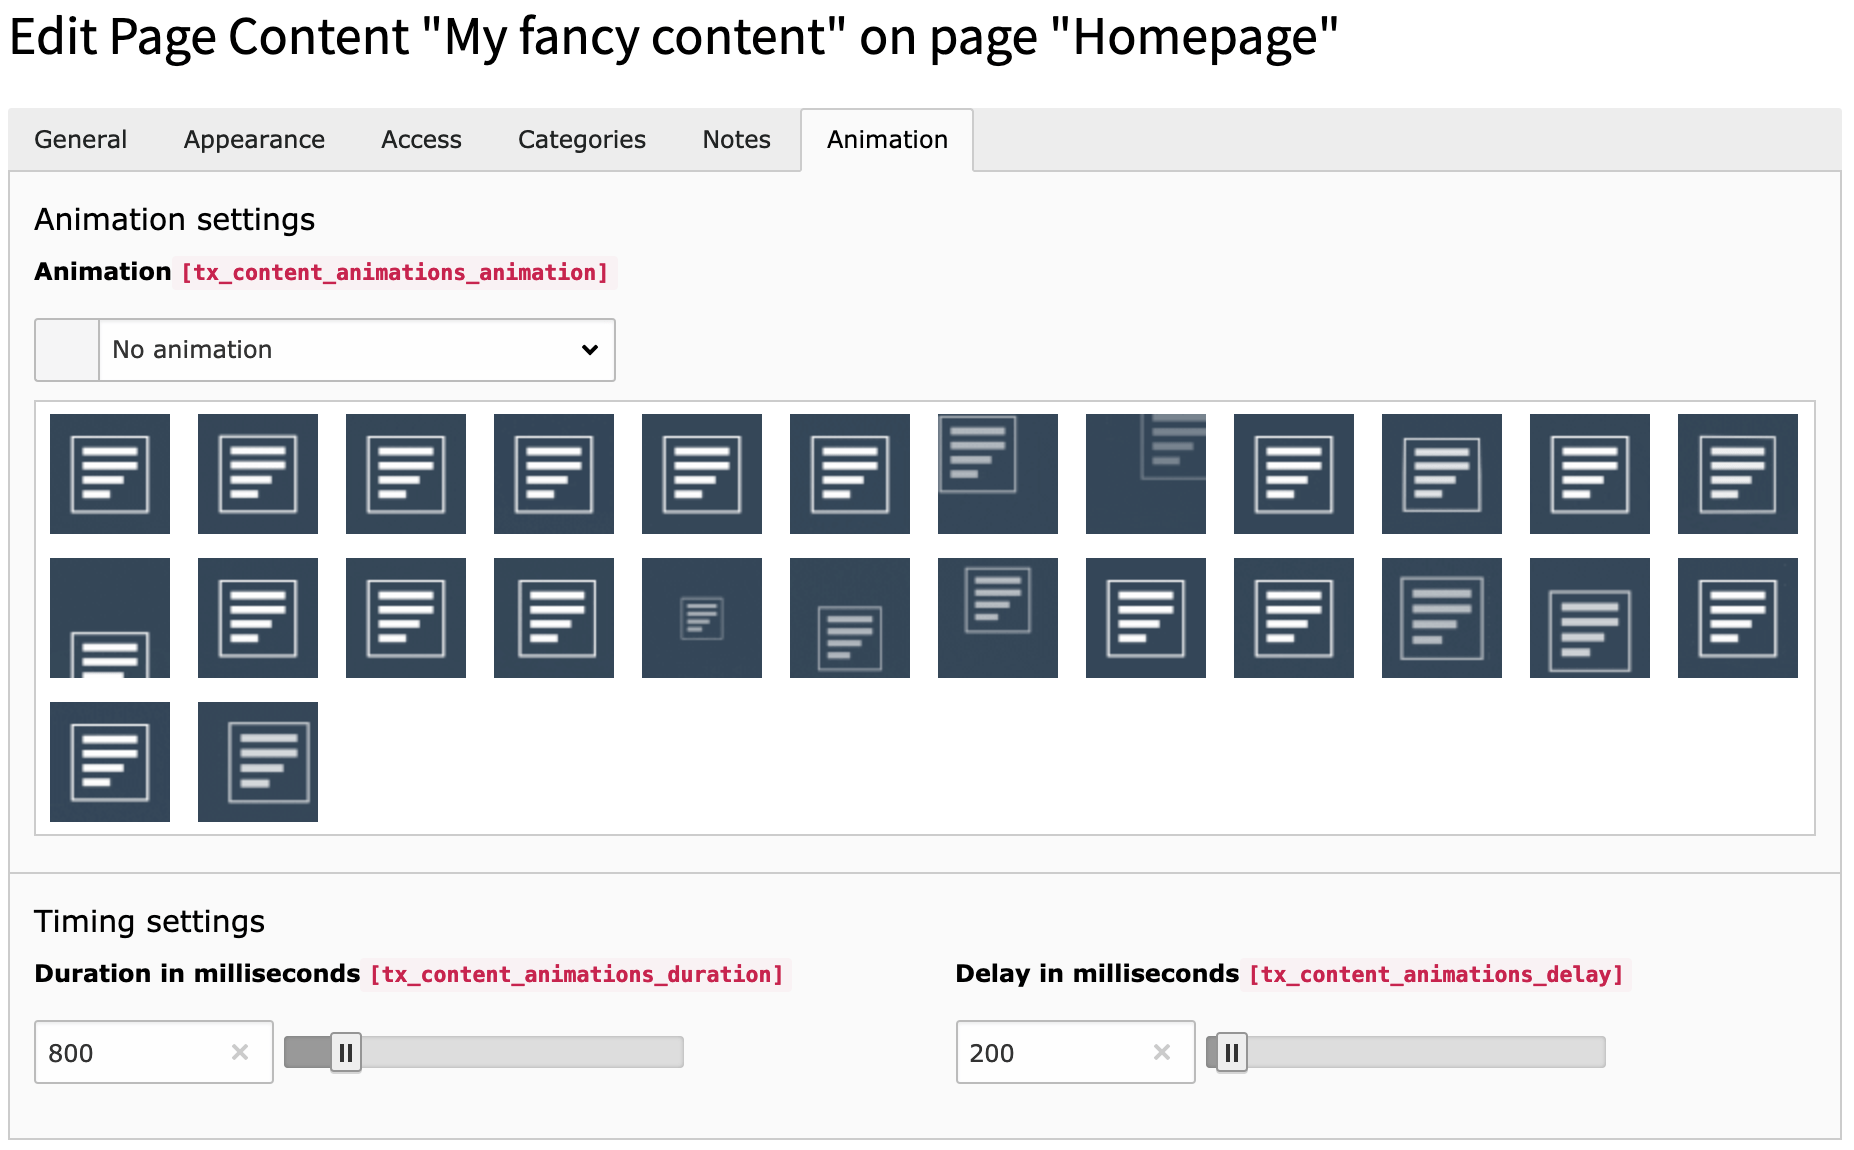 Edit Page Content "My fancy content" on page "Homepage"
General Appearance Access Categories Notes Animation
Animation settings
Animation [tx_content_animations_animation]
No animation
Timing settings
Duration in milliseconds [tx_content_animations_duration] Delay in milliseconds [tx_content_animations_delay]
800 200